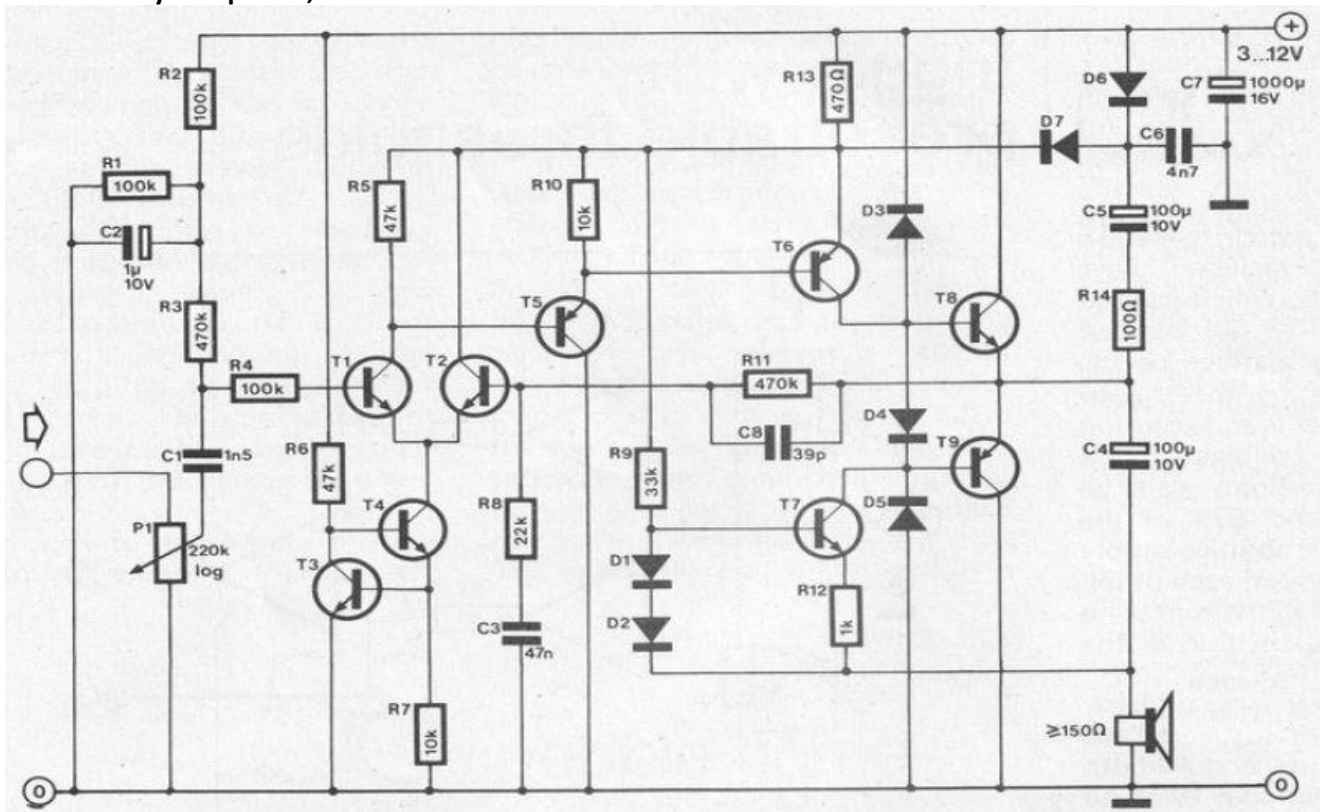 +
3...12V
R2
100k
R1
100k
C2
1µ
10V
R3
470k
R4
100k
C1
1n5
P1
220k
log
R5
47k
T1
T2
R6
47k
T3
T4
R7
10k
R10
10k
T5
R8
22k
C3
47n
R9
33k
D1
D2
R11
470k
C8
39p
R13
470Ω
T6
T7
R12
1k
D3
D4
D5
T8
T9
D7
D6
C6
4n7
C7
1000µ
16V
C5
100µ
10V
R14
100Ω
C4
100µ
10V
≥150Ω
0
0